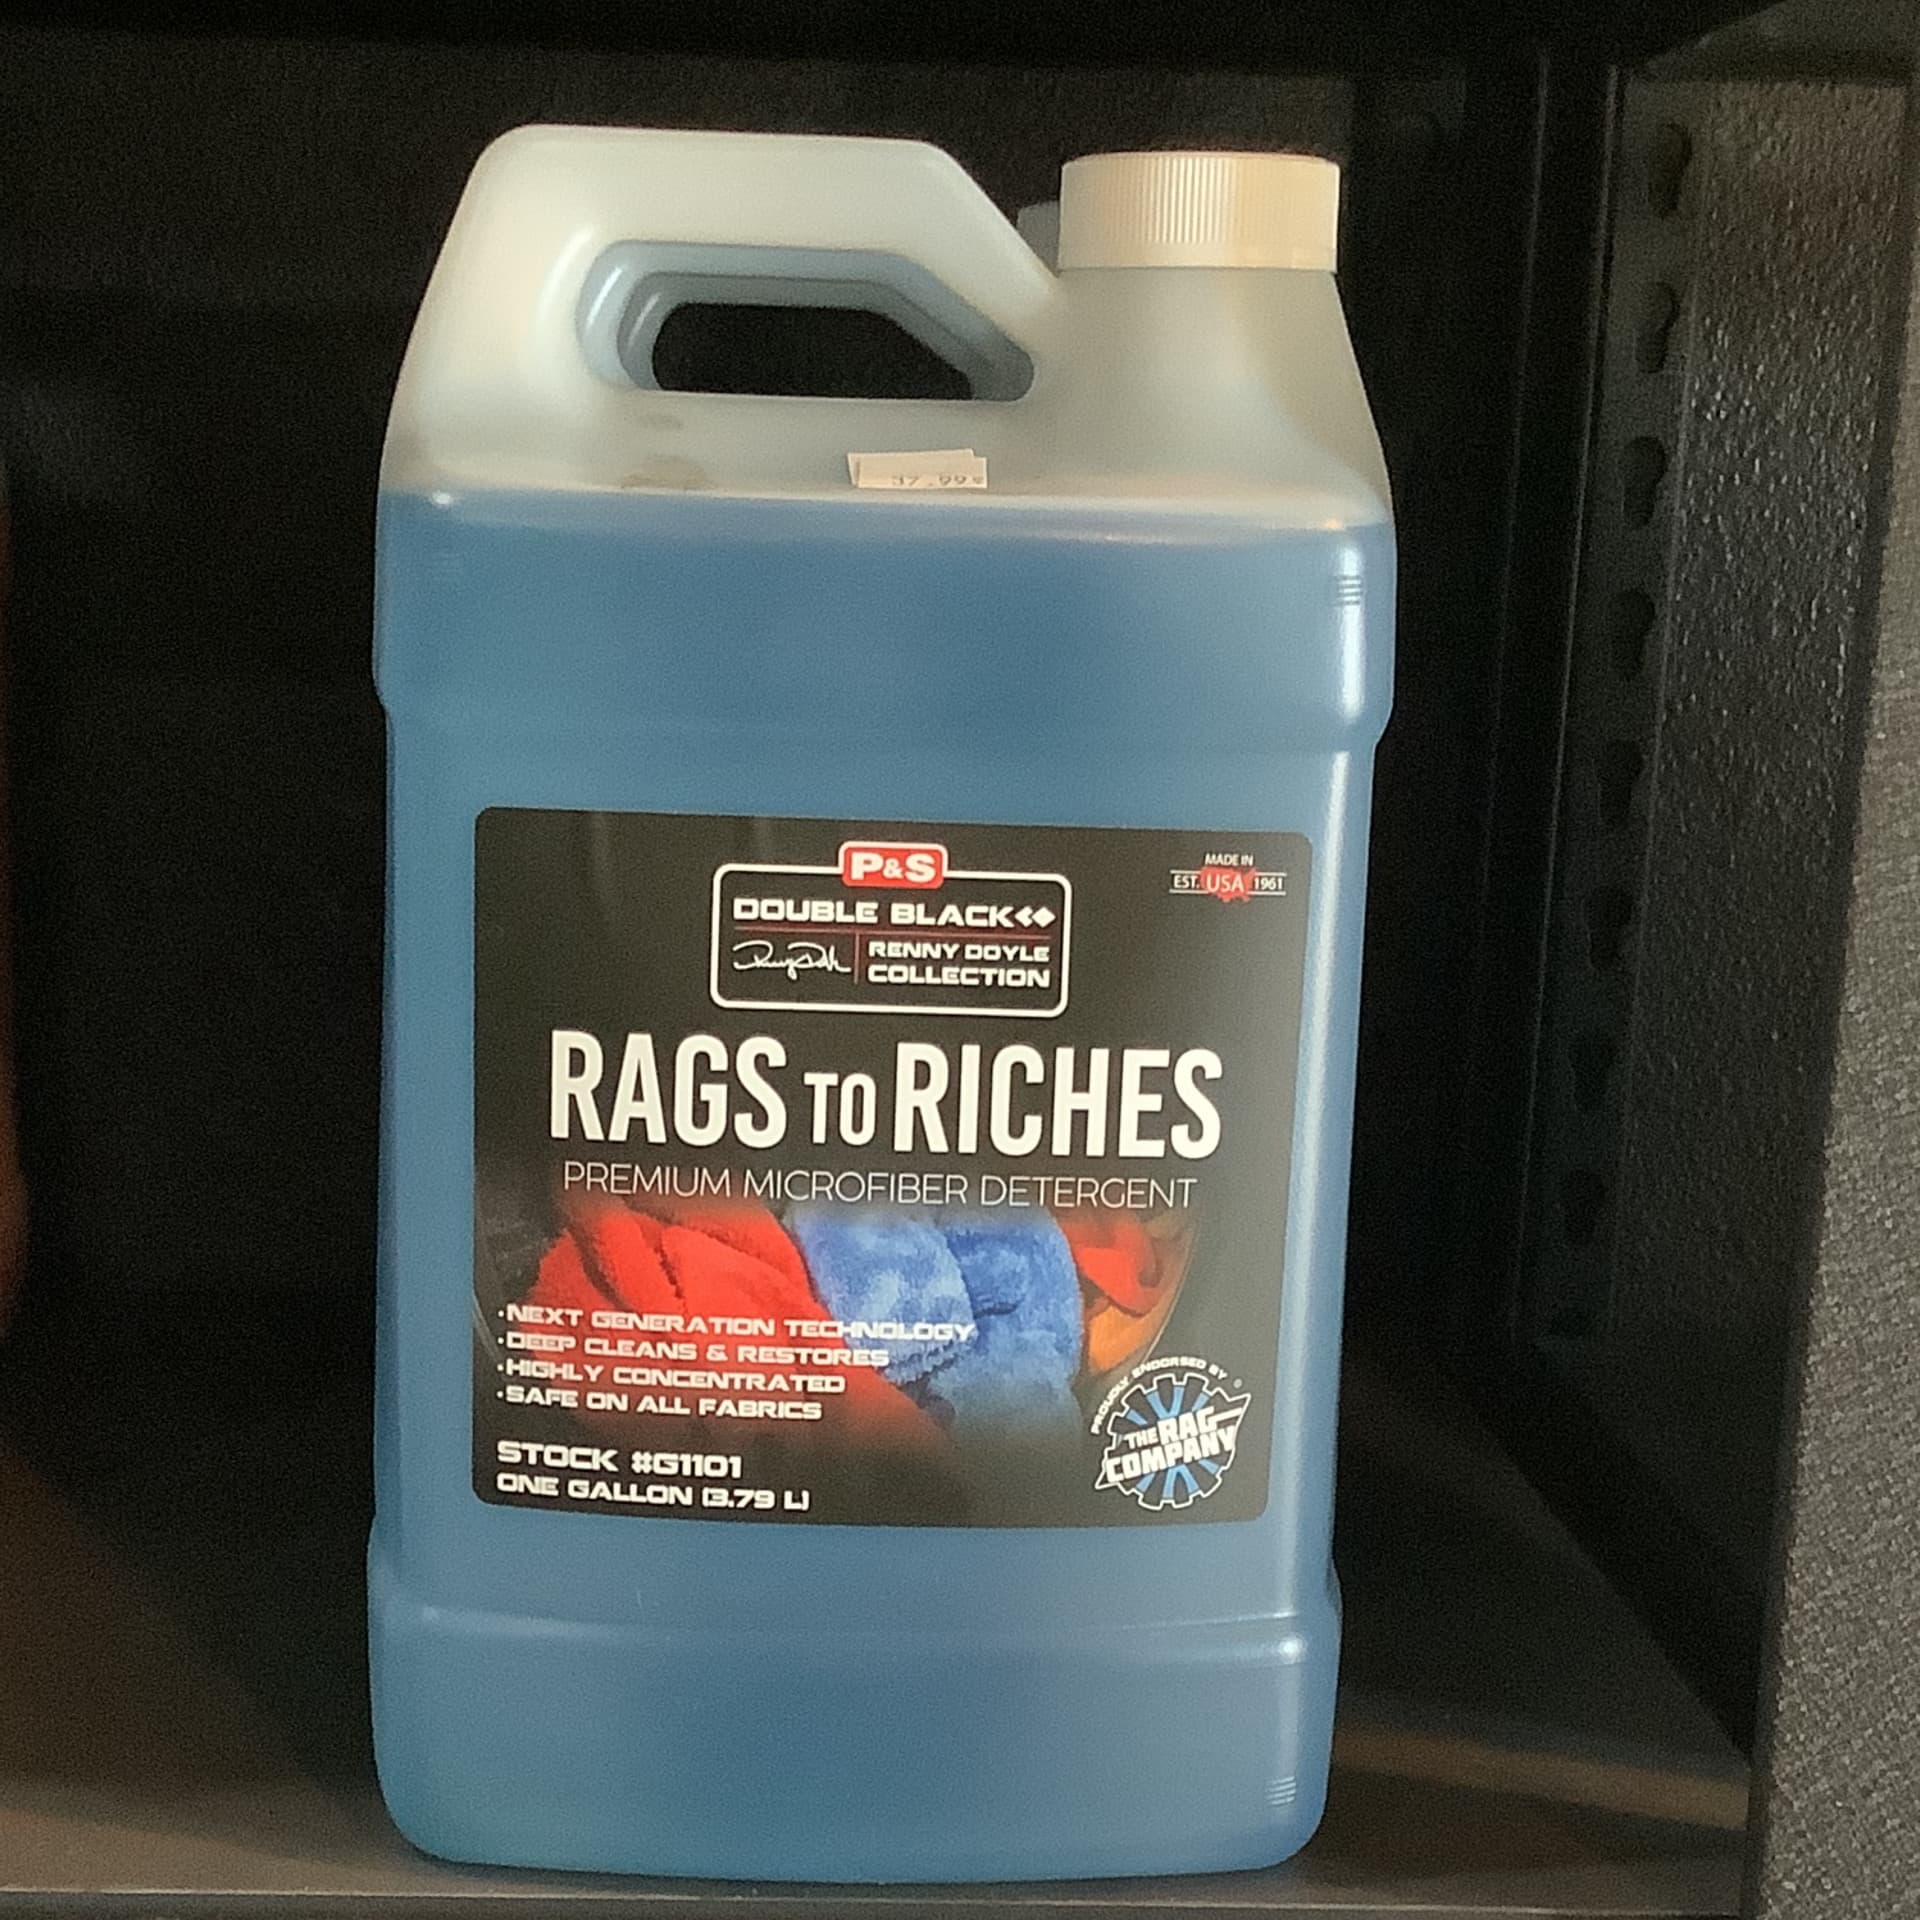 37.99
P&S
DOUBLE BLACK
RENNY DOYLE
COLLECTION
MADE IN
EST. USA 1961
RAGS TO RICHES
PREMIUM MICROFIBER DETERGENT
·NEXT GENERATION TECHNOLOGY
·DEEP CLEANS & RESTORES
·HIGHLY CONCENTRATED
·SAFE ON ALL FABRICS
STOCK #G1101
ONE GALLON (3.79 L)
PROUDLY ENDORSED BY
THE RAG
COMPANY